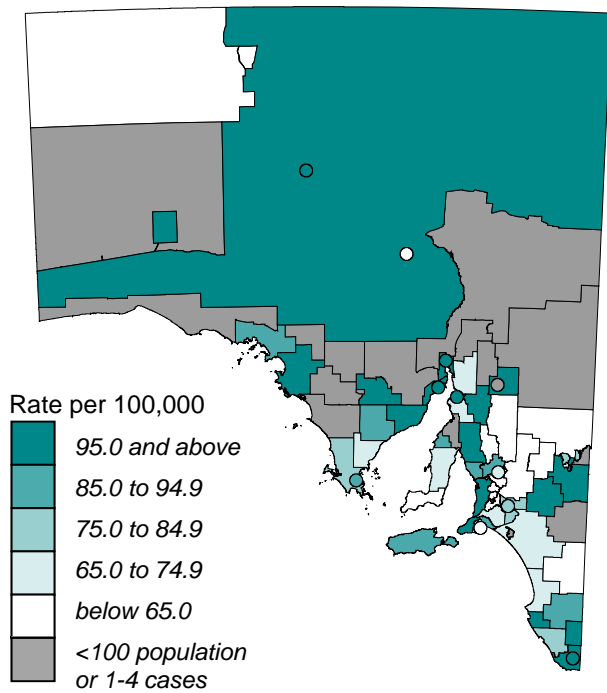 Rate per 100,000
95.0 and above
85.0 to 94.9
75.0 to 84.9
65.0 to 74.9
below 65.0
<100 population
or 1-4 cases